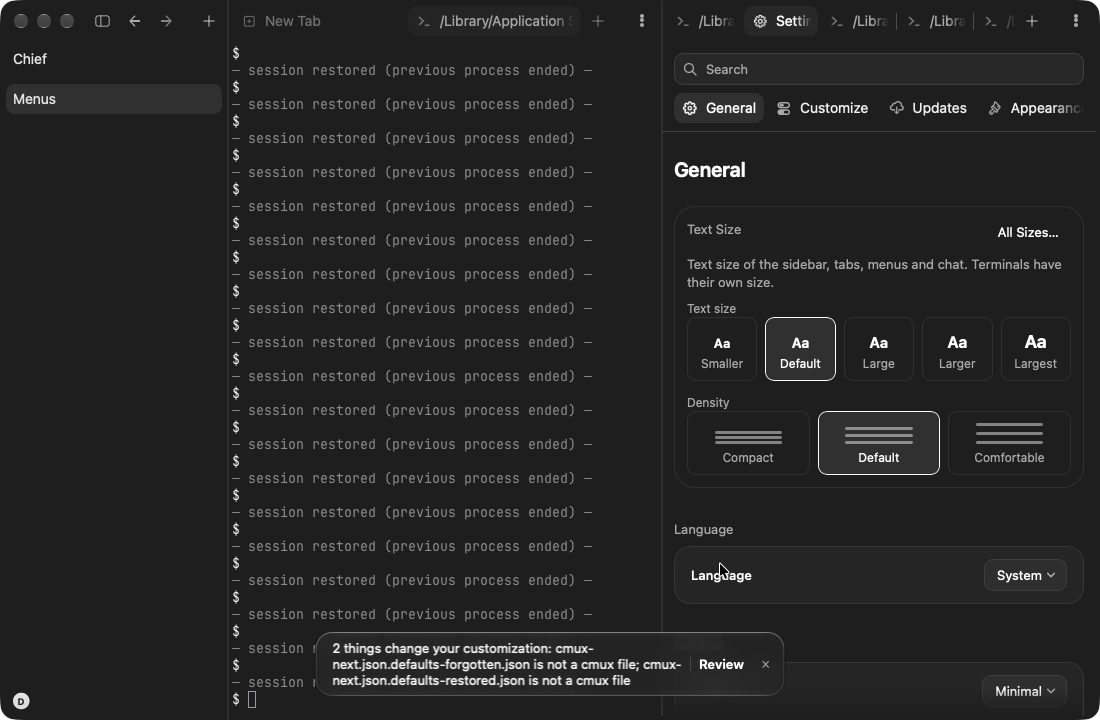 New Tab
/Library/Application S
/Libra
Settin
/Libra
/Libra
Chief
Menus
$
— session restored (previous process ended) —
$
— session restored (previous process ended) —
$
— session restored (previous process ended) —
$
— session restored (previous process ended) —
$
— session restored (previous process ended) —
$
— session restored (previous process ended) —
$
— session restored (previous process ended) —
$
— session restored (previous process ended) —
$
— session restored (previous process ended) —
$
— session restored (previous process ended) —
$
— session restored (previous process ended) —
$
— session restored (previous process ended) —
$
— session restored (previous process ended) —
$
— session restored (previous process ended) —
$
— session restored (previous process ended) —
$
— session restored (previous process ended) —
$
— session restored (previous process ended) —
$
— session
$
— session
$
Search
General
Customize
Updates
Appearanc
General
Text Size
All Sizes...
Text size of the sidebar, tabs, menus and chat. Terminals have
their own size.
Text size
Aa Aa Aa Aa Aa
Smaller Default Large Larger Largest
Density
Compact Default Comfortable
Language
Language
System
2 things change your customization: cmux-
next.json.defaults-forgotten.json is not a cmux file; cmux-
next.json.defaults-restored.json is not a cmux file
Review
Minimal
D